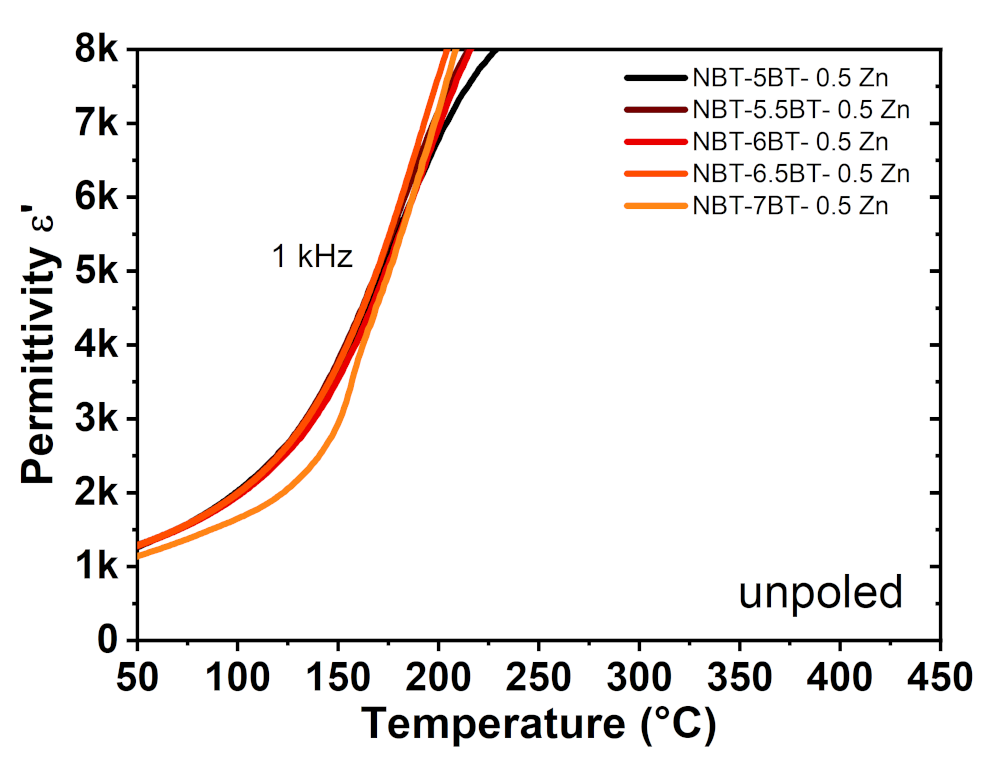 8k
7k
6k
5k
4k
3k
2k
1k
0
Permittivity ε'
NBT-5BT- 0.5 Zn
NBT-5.5BT- 0.5 Zn
NBT-6BT- 0.5 Zn
NBT-6.5BT- 0.5 Zn
NBT-7BT- 0.5 Zn
1 kHz
unpoled
50 100 150 200 250 300 350 400 450
Temperature (°C)